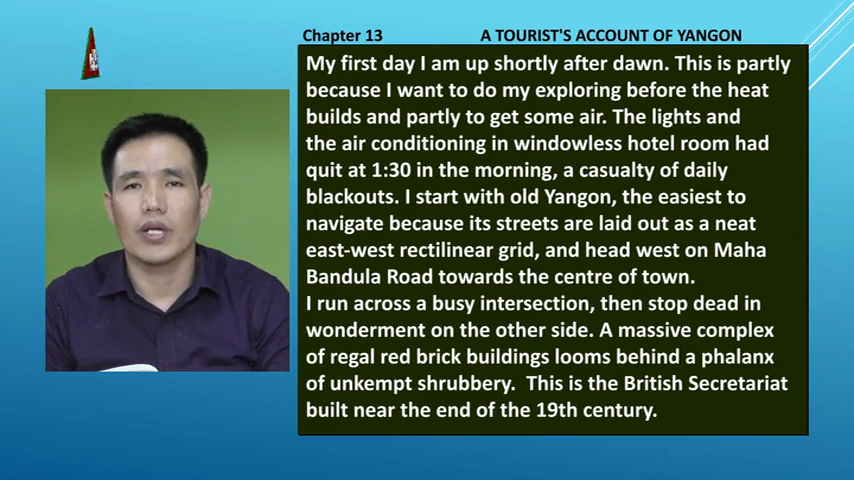 Chapter 13 A TOURIST'S ACCOUNT OF YANGON
My first day I am up shortly after dawn. This is partly
because I want to do my exploring before the heat
builds and partly to get some air. The lights and
the air conditioning in windowless hotel room had
quit at 1:30 in the morning, a casualty of daily
blackouts. I start with old Yangon, the easiest to
navigate because its streets are laid out as a neat
east-west rectilinear grid, and head west on Maha
Bandula Road towards the centre of town.
I run across a busy intersection, then stop dead in
wonderment on the other side. A massive complex
of regal red brick buildings looms behind a phalanx
of unkempt shrubbery. This is the British Secretariat
built near the end of the 19th century.